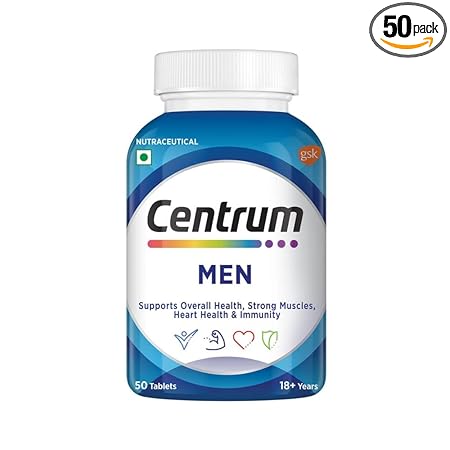 50 pack
NUTRACEUTICAL
gsk
Centrum
MEN
Supports Overall Health, Strong Muscles,
Heart Health & Immunity
50 Tablets 18+ Years